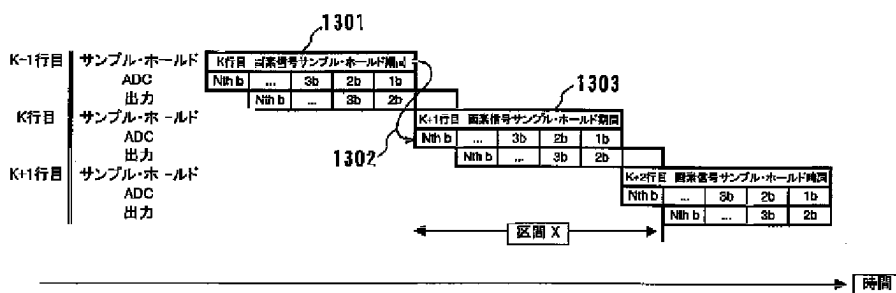 1301
K-1行目 サンプル・ホールド K行目 画素信号サンプル・ホールド期間
ADC Nth b ... 3b 2b 1b
出力 Nth b ... 3b 2b
1303
K行目 サンプル・ホールド K+1行目 画素信号サンプル・ホールド期間
ADC Nth b ... 3b 2b 1b
出力 Nth b ... 3b 2b
1302
K+1行目 サンプル・ホールド K+2行目 画素信号サンプル・ホールド時間
ADC Nth b ... 3b 2b 1b
出力 Nth b ... 3b 2b
区間 X
時間